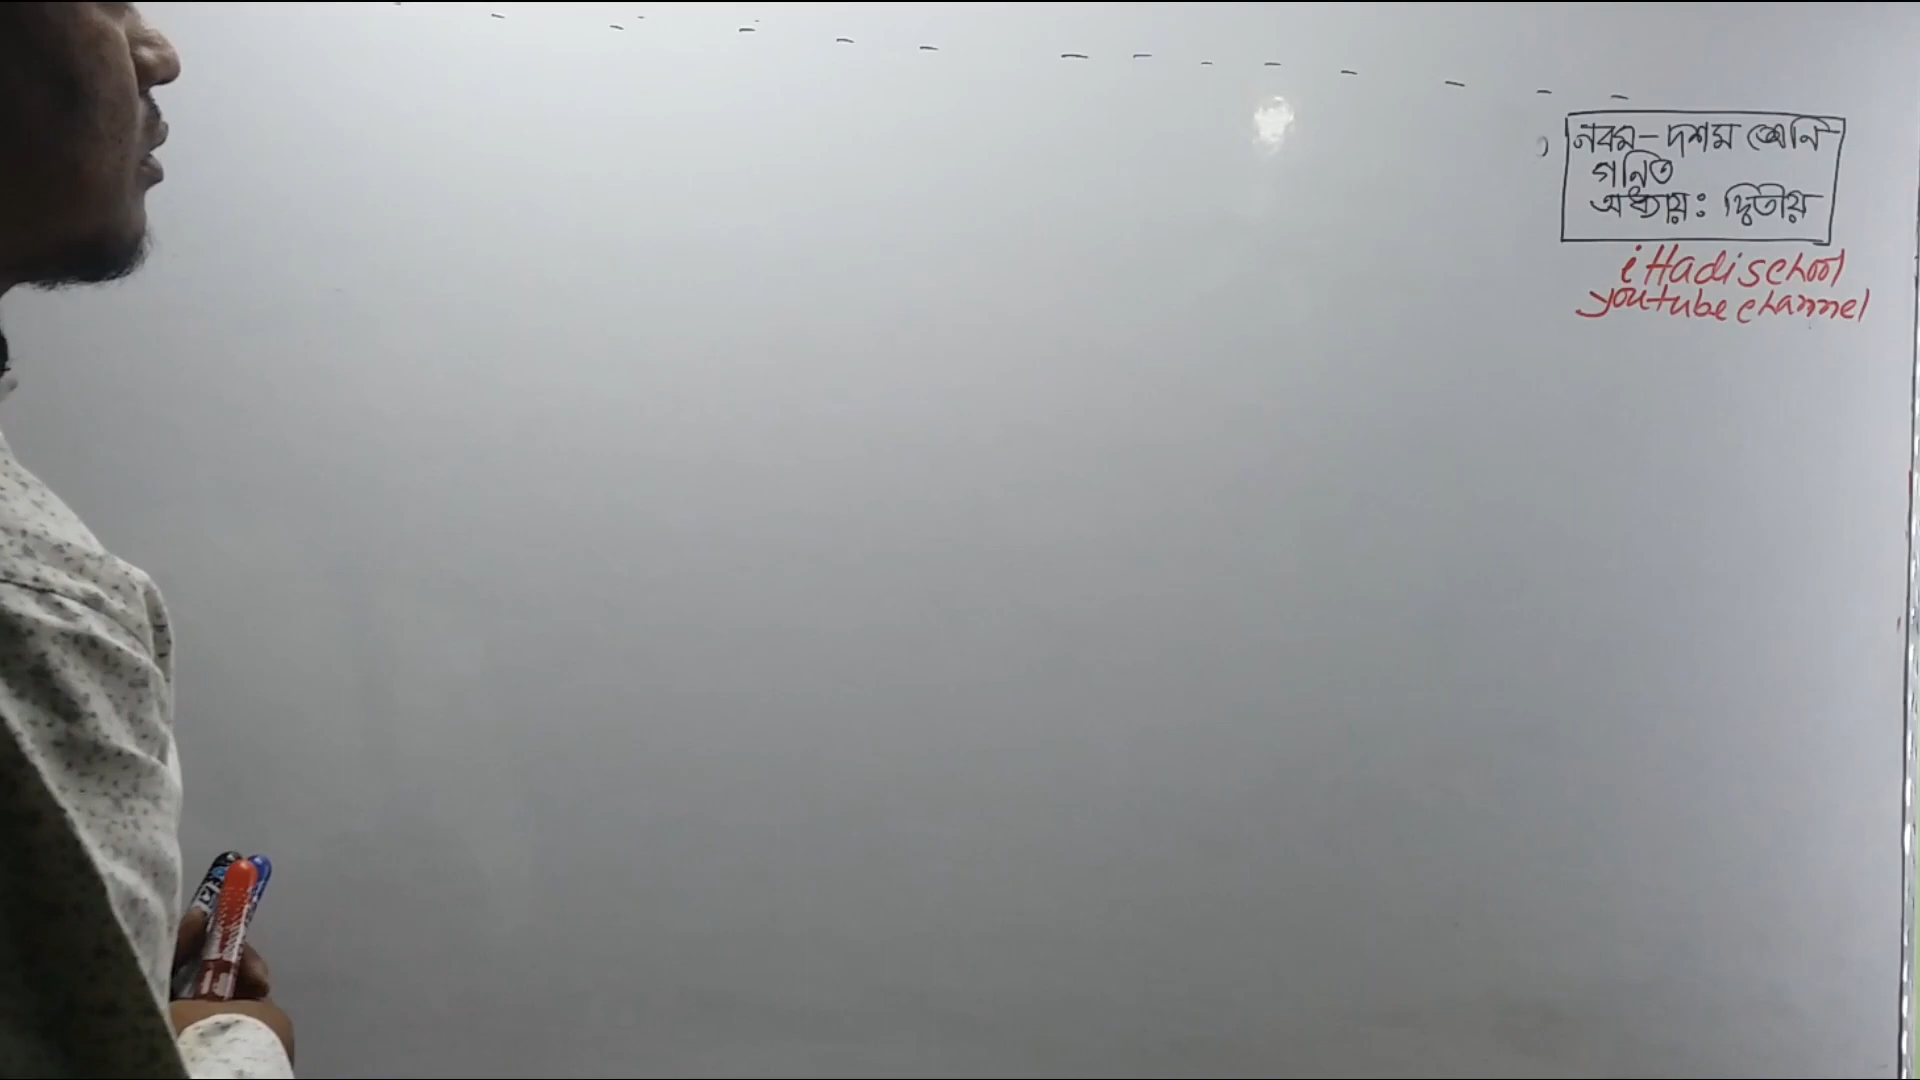 নবম - দশম শ্রেনি
গনিত
অধ্যায়ঃ দ্বিতীয়
i Hadi school
youtube channel